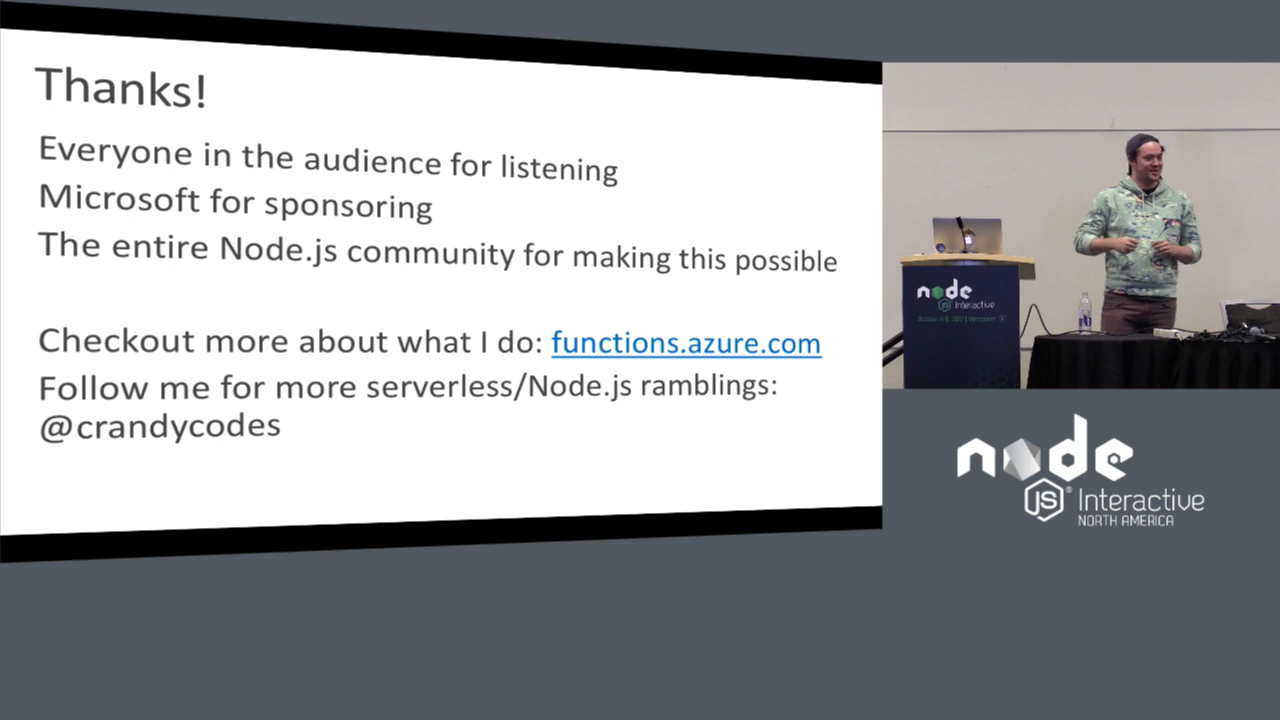 Thanks!
Everyone in the audience for listening
Microsoft for sponsoring
The entire Node.js community for making this possible
Checkout more about what I do: functions.azure.com
Follow me for more serverless/Node.js ramblings:
@crandycodes
node
Interactive
node
JS® Interactive
NORTH AMERICA